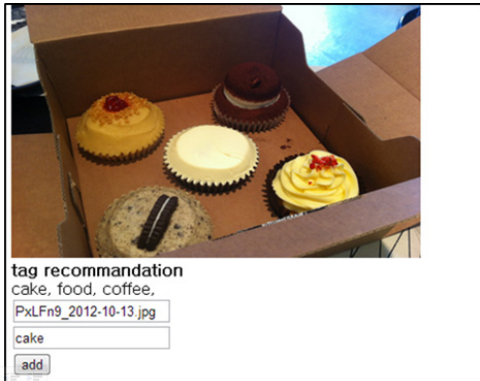 tag recommandation
cake, food, coffee,
PxLFn9_2012-10-13.jpg
cake
add